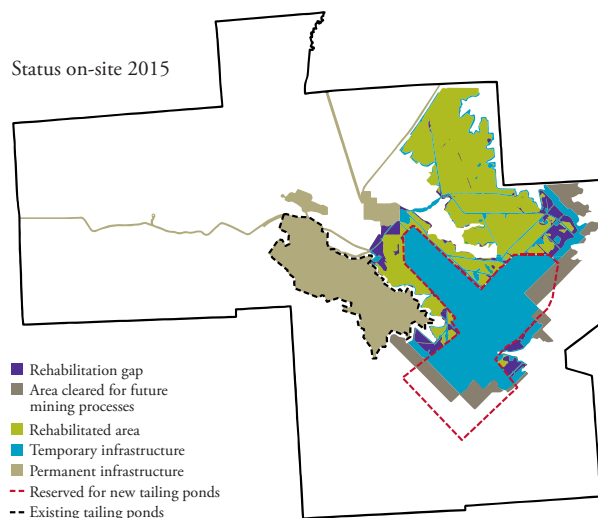 Status on-site 2015
Rehabilitation gap
Area cleared for future
mining processes
Rehabilitated area
Temporary infrastructure
Permanent infrastructure
Reserved for new tailing ponds
Existing tailing ponds